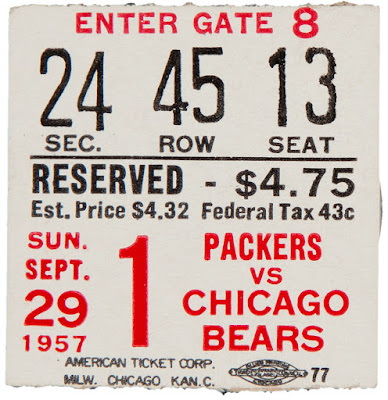 ENTER GATE 8
24 45 13
SEC. ROW SEAT
RESERVED - $4.75
Est. Price $4.32 Federal Tax 43c
SUN. SEPT. 29 1957
1
PACKERS VS CHICAGO BEARS
AMERICAN TICKET CORP.
MILW. CHICAGO KAN.C.
77